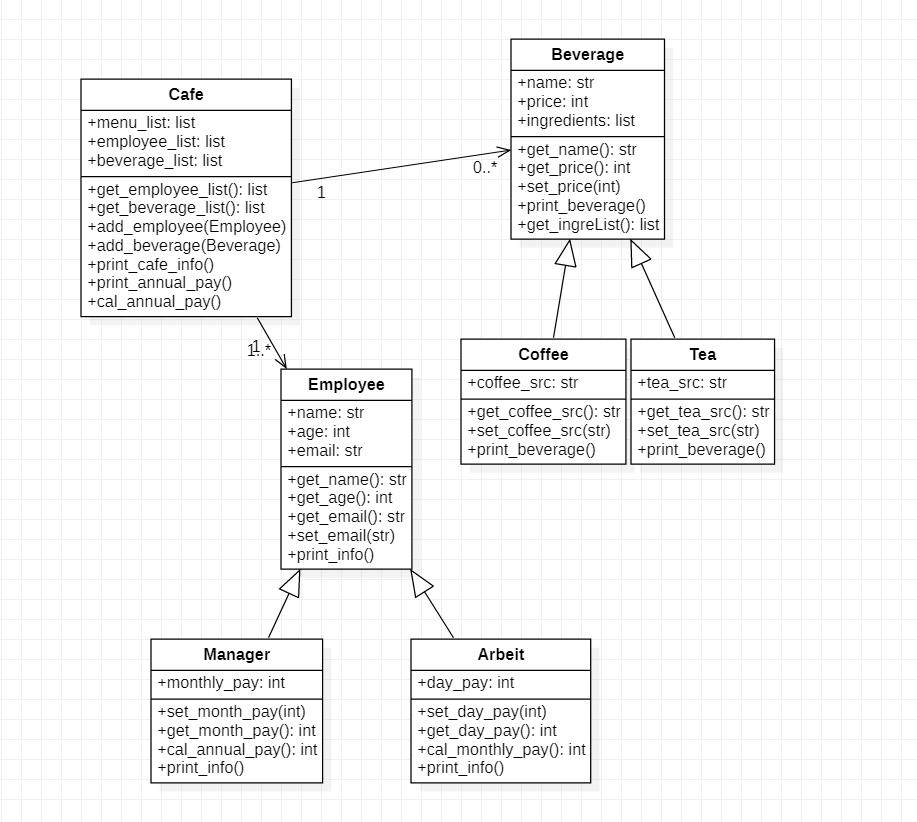 Cafe
+menu_list: list
+employee_list: list
+beverage_list: list
+get_employee_list(): list
+get_beverage_list(): list
+add_employee(Employee)
+add_beverage(Beverage)
+print_cafe_info()
+print_annual_pay()
+cal_annual_pay()
1
0..*
Beverage
+name: str
+price: int
+ingredients: list
+get_name(): str
+get_price(): int
+set_price(int)
+print_beverage()
+get_ingreList(): list
Coffee
+coffee_src: str
+get_coffee_src(): str
+set_coffee_src(str)
+print_beverage()
Tea
+tea_src: str
+get_tea_src(): str
+set_tea_src(str)
+print_beverage()
1
1..*
Employee
+name: str
+age: int
+email: str
+get_name(): str
+get_age(): int
+get_email(): str
+set_email(str)
+print_info()
Manager
+monthly_pay: int
+set_month_pay(int)
+get_month_pay(): int
+cal_annual_pay(): int
+print_info()
Arbeit
+day_pay: int
+set_day_pay(int)
+get_day_pay(): int
+cal_monthly_pay(): int
+print_info()